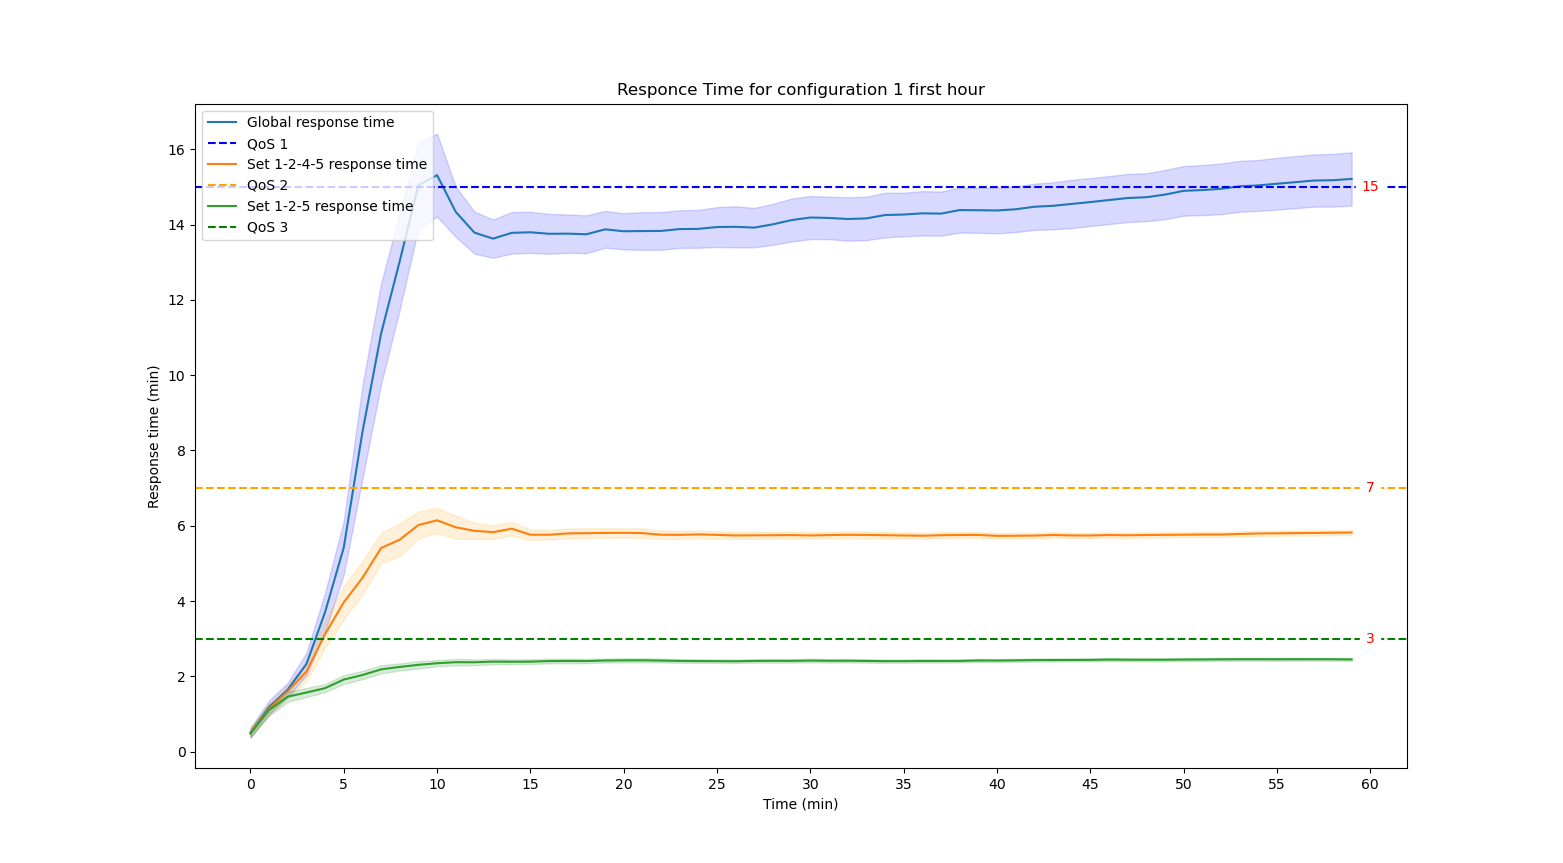 Responce Time for configuration 1 first hour
Global response time
QoS 1
Set 1-2-4-5 response time
QoS 2
Set 1-2-5 response time
QoS 3
16
14
12
10
8
6
4
2
0
15
7
3
Response time (min)
0 5 10 15 20 25 30 35 40 45 50 55 60
Time (min)